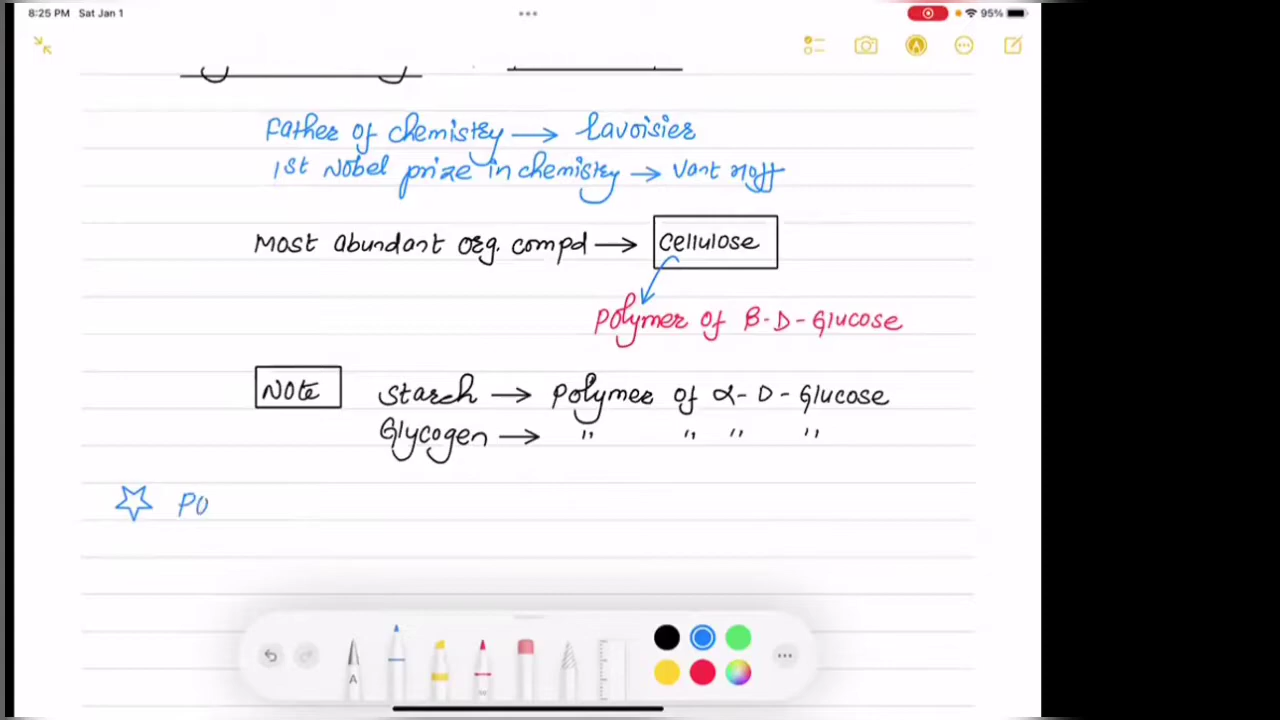 8:25 PM Sat Jan 1
95%
Father of chemistry → Lavoisier
1st Nobel prize in chemistry → Vant Hoff
Most abundant org. compd → Cellulose
Polymer of β-D-Glucose
Note Starch → Polymer of α-D-Glucose
Glycogen → " " " "
☆ PO
A